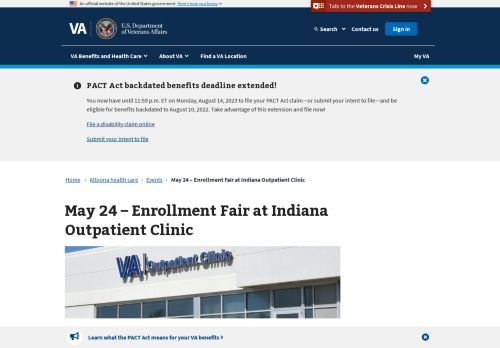 An official website of the United States government Here's how you know
Talk to the Veterans Crisis Line now
VA
U.S. Department
of Veterans Affairs
Search
Contact us
Sign in
VA Benefits and Health Care
About VA
Find a VA Location
My VA
PACT Act backdated benefits deadline extended!
You now have until 11:59 p.m. ET on Monday, August 14, 2023 to file your PACT Act claim—or submit your intent to file—and be
eligible for benefits backdated to August 10, 2022. Take advantage of this extension and file now!
File a disability claim online
Submit your intent to file
Home › Altoona health care › Events › May 24 – Enrollment Fair at Indiana Outpatient Clinic
May 24 – Enrollment Fair at Indiana
Outpatient Clinic
VA Outpatient Clinic
Learn what the PACT Act means for your VA benefits